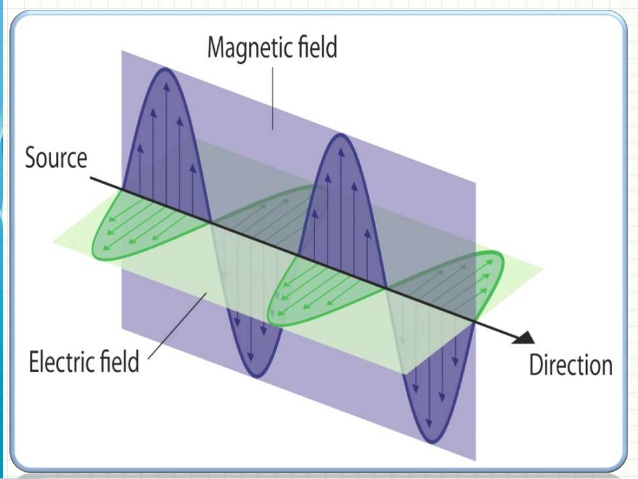 Magnetic field
Source
Electric field
Direction